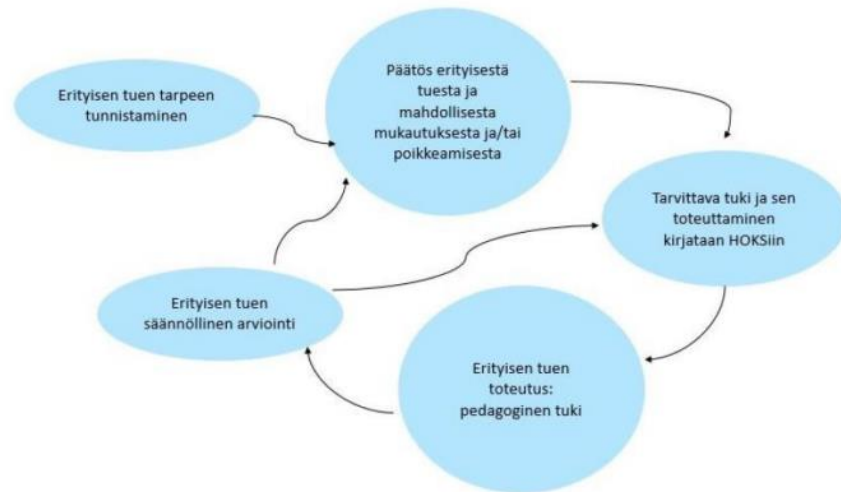 Erityisen tuen tarpeen
tunnistaminen
Päätös erityisestä
tuesta ja
mahdollisesta
mukautuksesta ja/tai
poikkeamisesta
Tarvittava tuki ja sen
toteuttaminen
kirjataan HOKSiin
Erityisen tuen
toteutus:
pedagoginen tuki
Erityisen tuen
säännöllinen arviointi